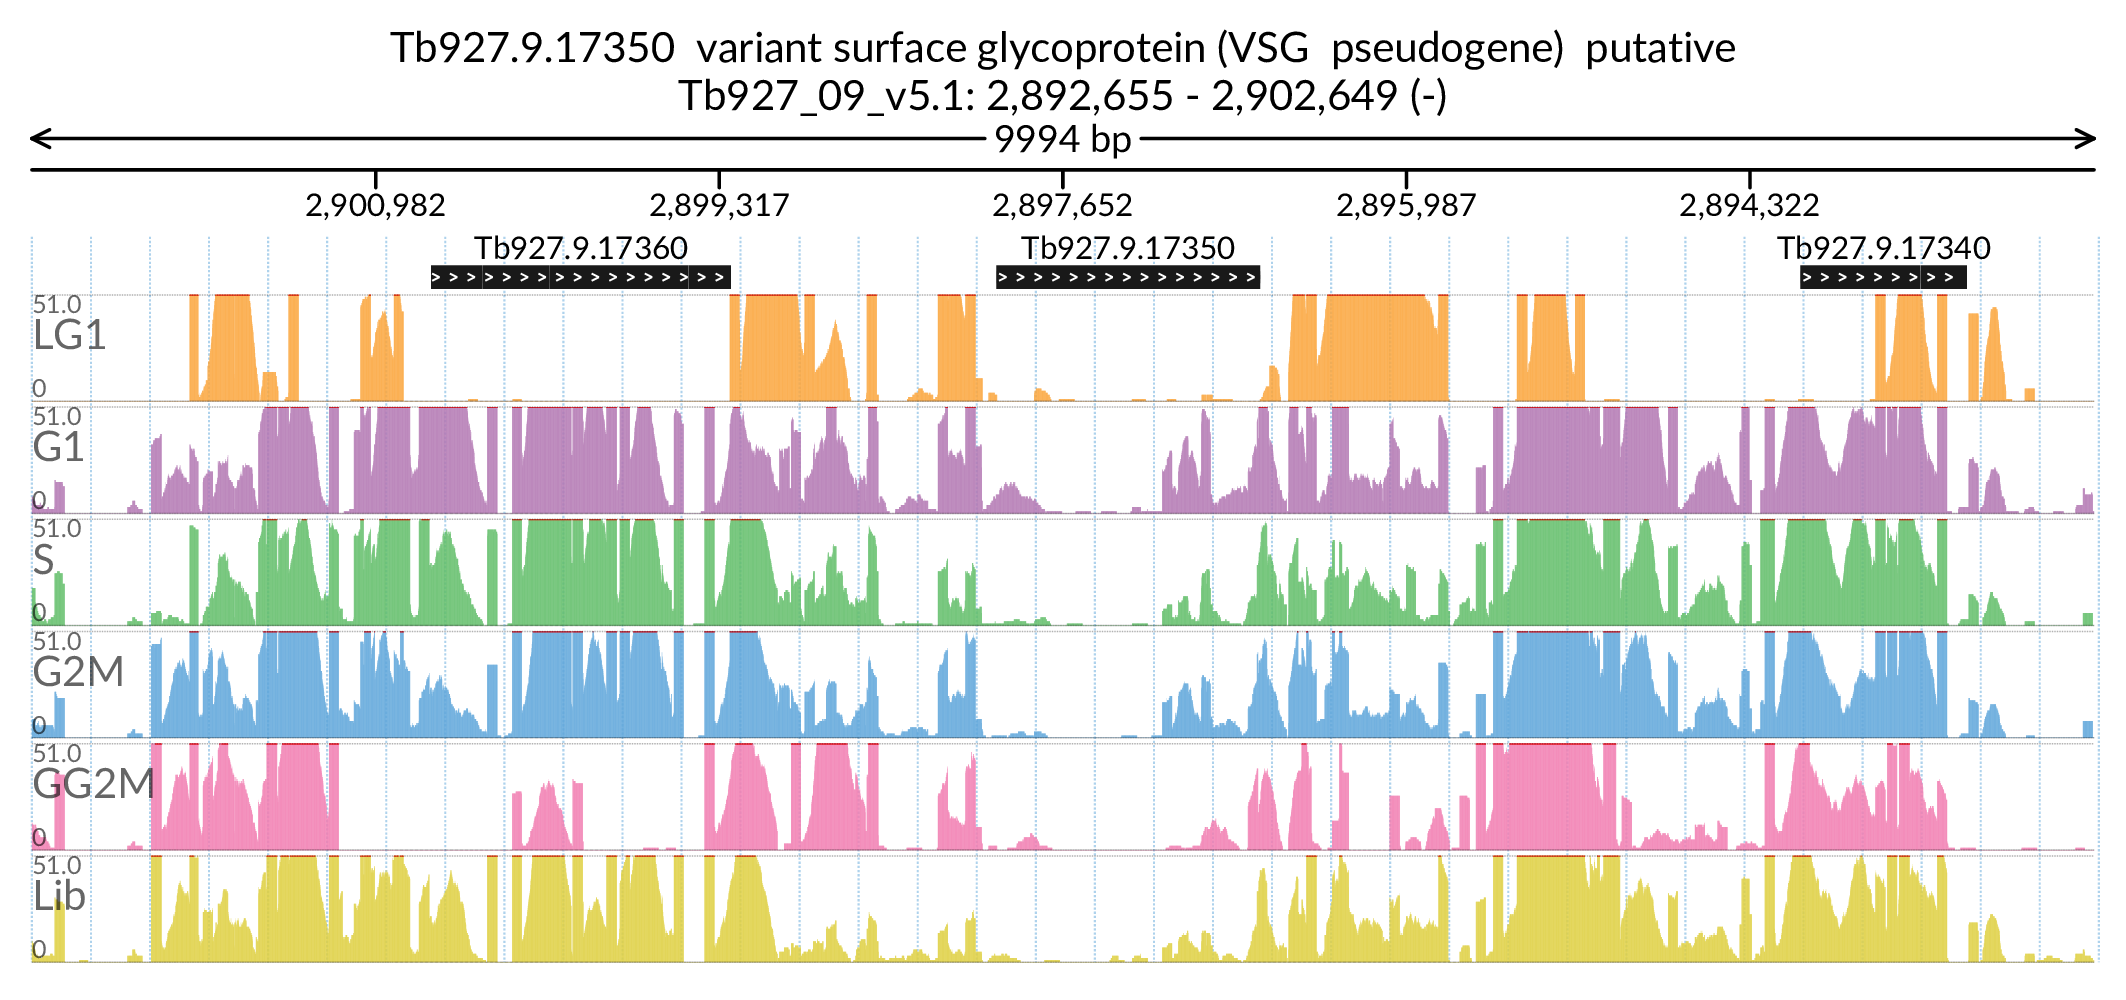 Tb927.9.17350 variant surface glycoprotein (VSG pseudogene) putative
Tb927_09_v5.1: 2,892,655 - 2,902,649 (-)
9994 bp
2,900,982 2,899,317 2,897,652 2,895,987 2,894,322
Tb927.9.17360 Tb927.9.17350 Tb927.9.17340
51.0
LG1
0
51.0
G1
0
51.0
S
0
51.0
G2M
0
51.0
GG2M
0
51.0
Lib
0